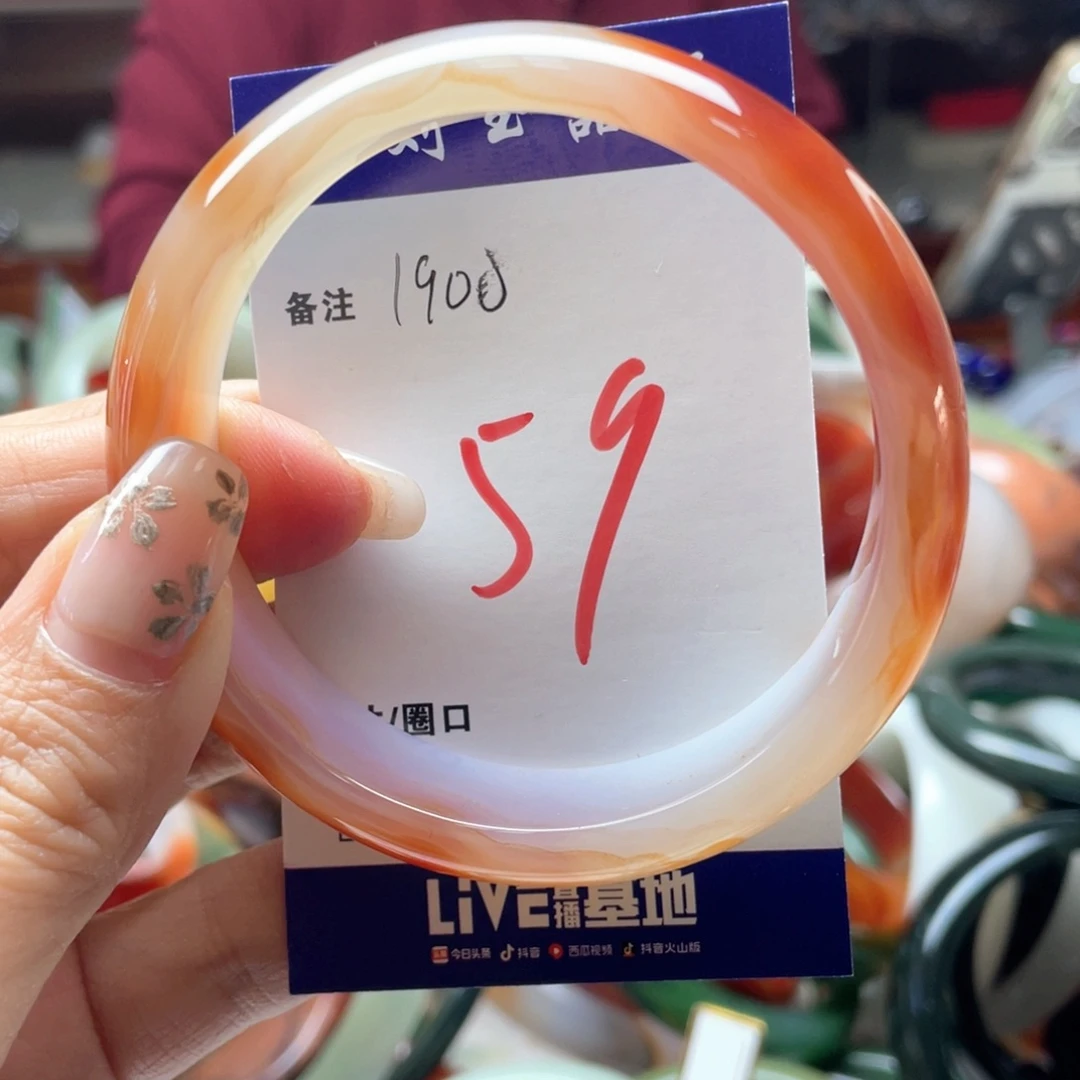 备注 1900
59
/圈口
LiVE直播基地
今日头条 抖音 西瓜视频 抖音火山版